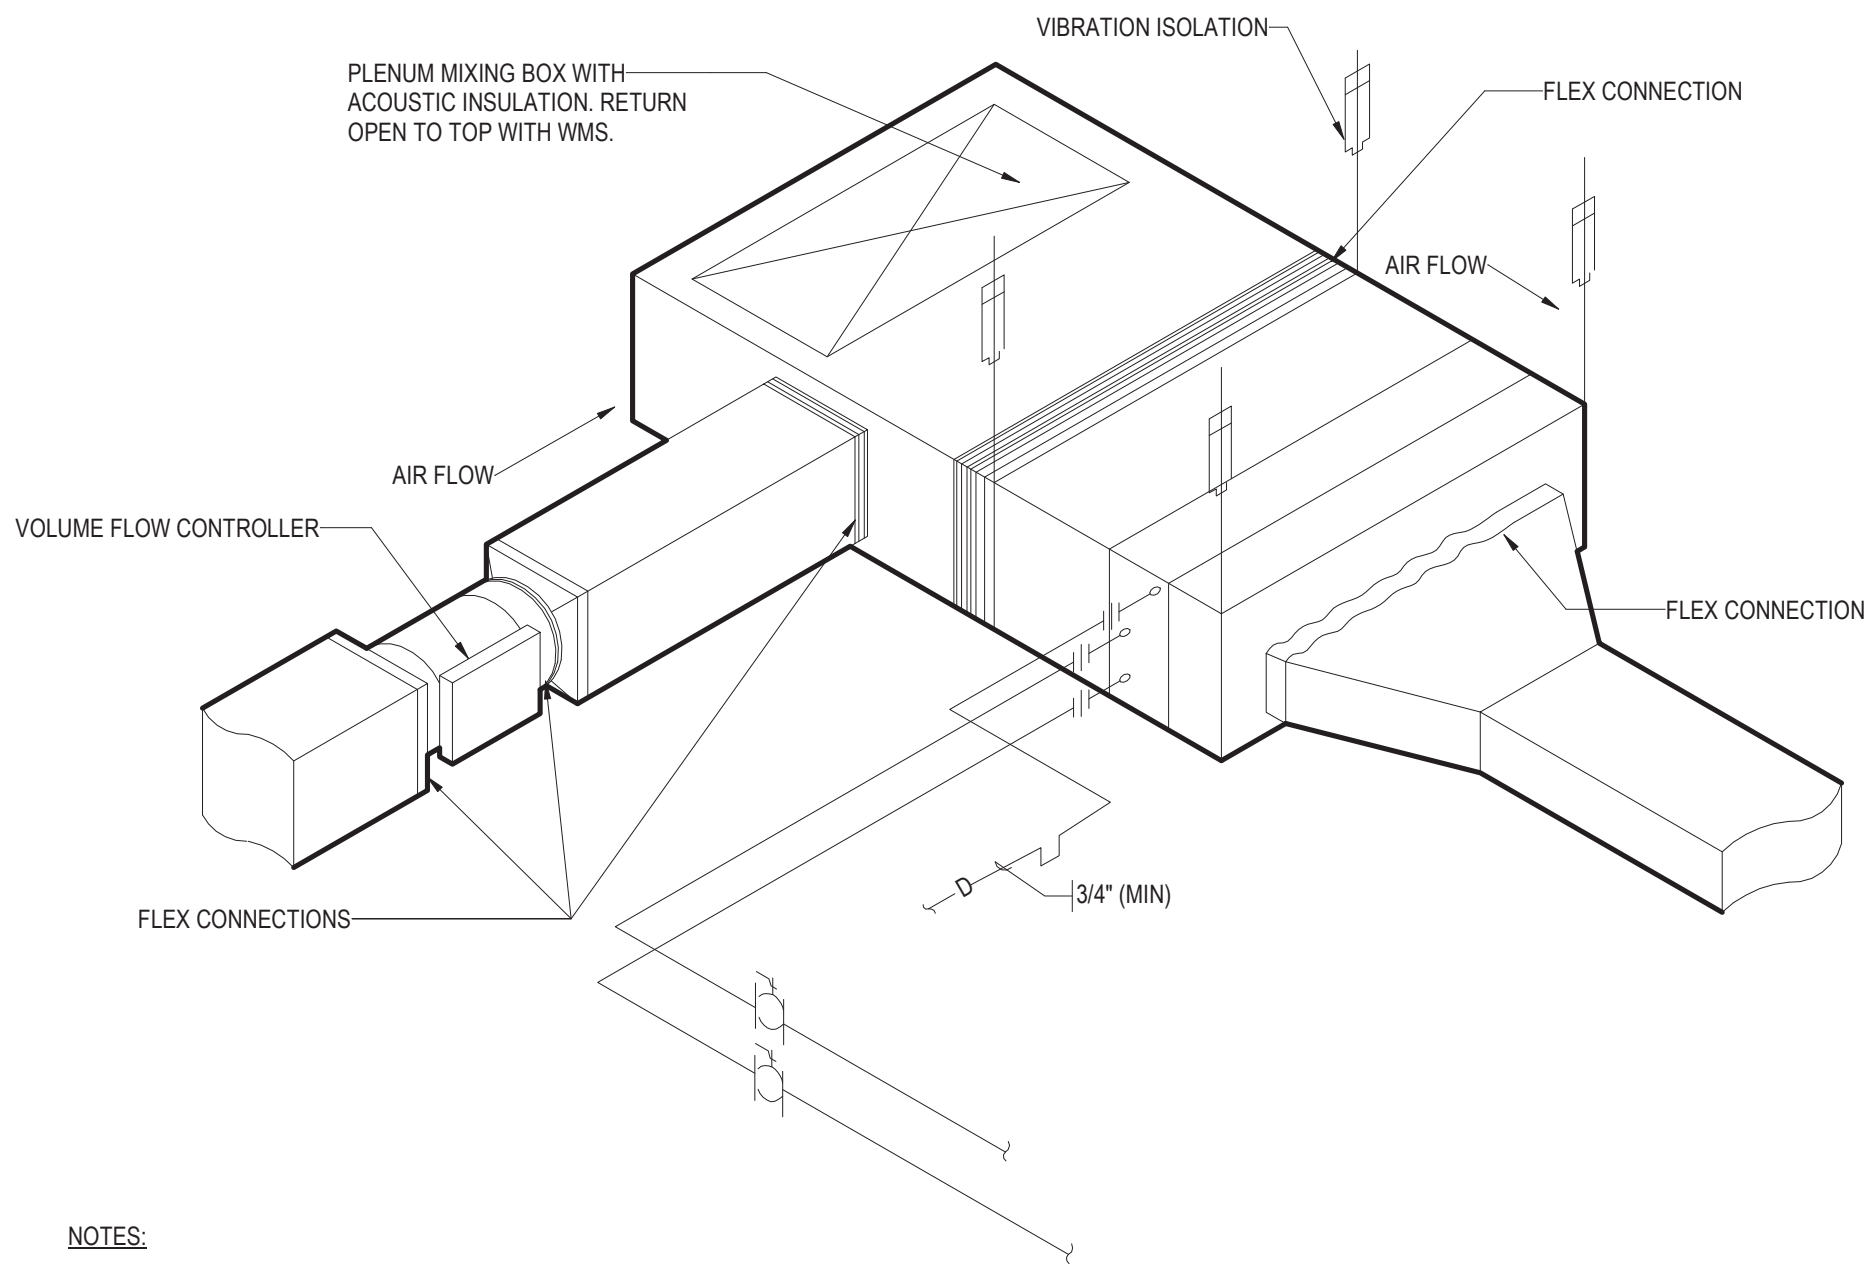 VIBRATION ISOLATION
PLENUM MIXING BOX WITH
ACOUSTIC INSULATION. RETURN
OPEN TO TOP WITH WMS.
FLEX CONNECTION
AIR FLOW
AIR FLOW
VOLUME FLOW CONTROLLER
FLEX CONNECTION
D
3/4" (MIN)
FLEX CONNECTIONS
NOTES: